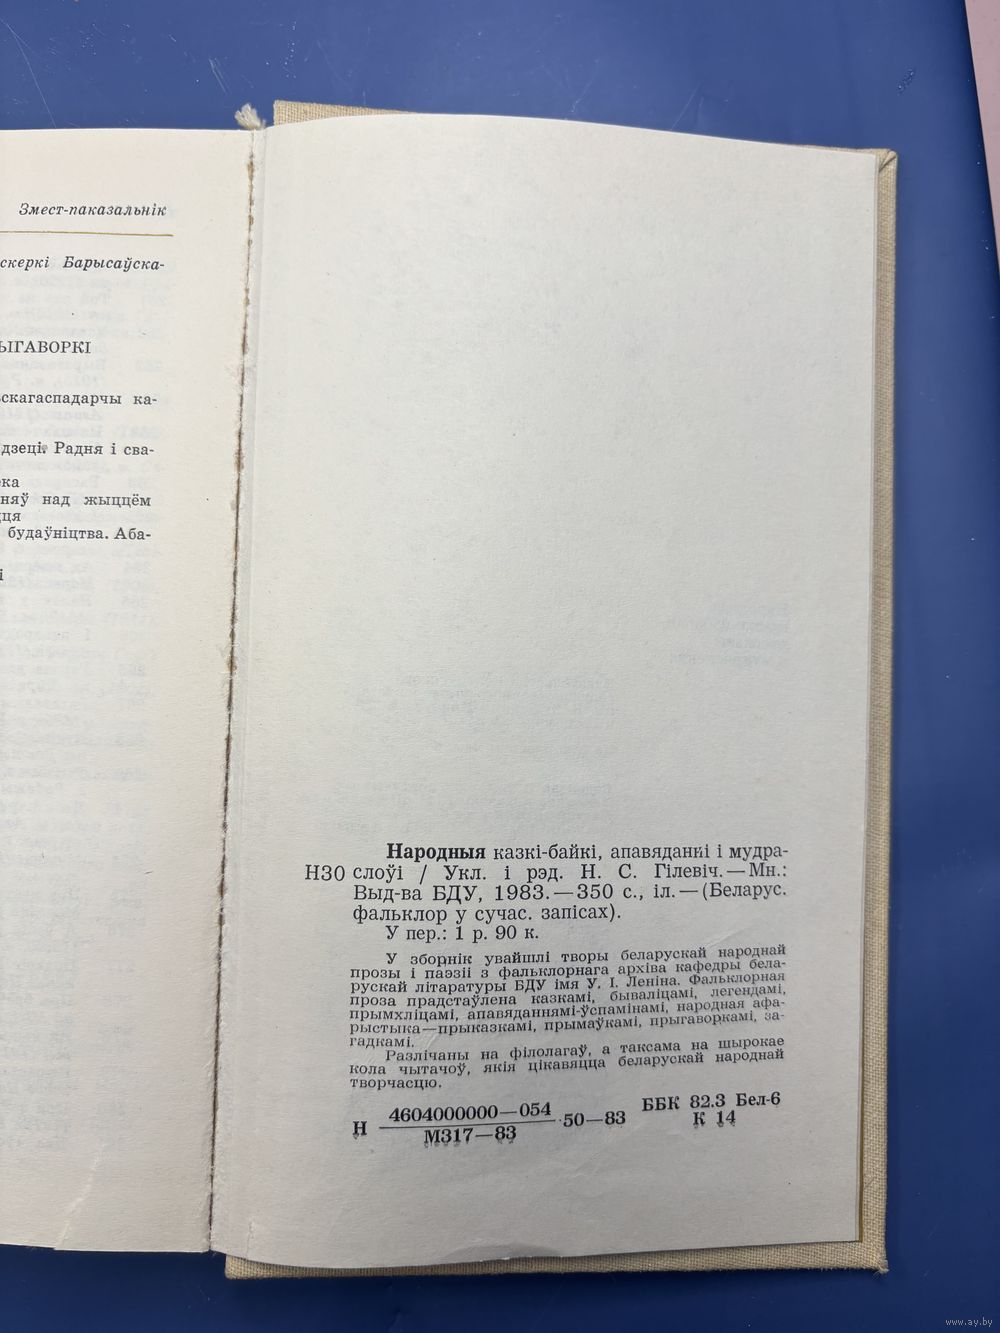 Змест-паказальнік
скеркі Барысаўска-
ЫГАВОРКІ
скагаспадарчы ка-
дзеці. Радня і сва-
ка
няў над жыццём
ця
будаўніцтва. Аба-
і
Народныя казкі-байкі, апавяданні і мудра-
Н30 слоўі / Укл. і рэд. Н. С. Гілевіч. — Мн.:
Выд-ва БДУ, 1983. — 350 с., іл. — (Беларус.
фальклор у сучас. запісах).
У пер.: 1 р. 90 к.
У зборнік увайшлі творы беларускай народнай
прозы і паэзіі з фальклорнага архіва кафедры бела-
рускай літаратуры БДУ імя У. І. Леніна. Фальклорная
проза прадстаўлена казкамі, бываліцамі, легендамі,
прымхліцамі, апавяданнямі-ўспамінамі, народная афа-
рыстыка—прыказкамі, прымаўкамі, прыгаворкамі, за-
гадкамі.
Разлічаны на філолагаў, а таксама на шырокае
кола чытачоў, якія цікавяцца беларускай народнай
творчасцю.
Н 4604000000—054 50—83
М317—83
ББК 82.3 Бел-6
К 14
www.ay.by